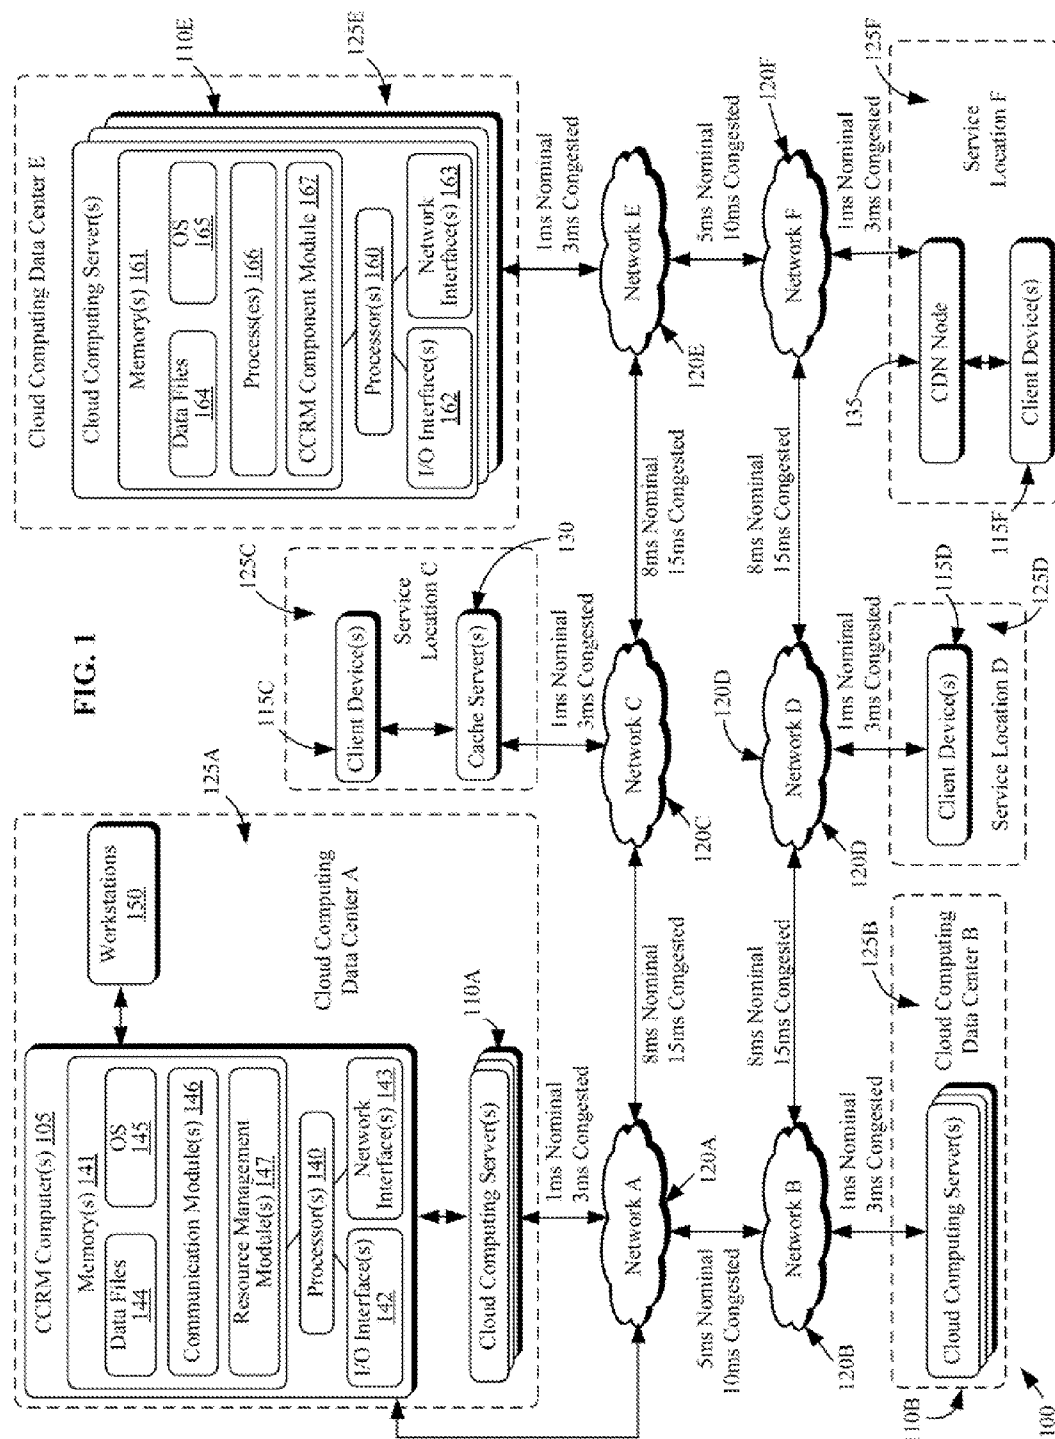 FIG. 1
CCRM Computer(s) 105
Memory(s) 141
Data Files
144
OS
145
Communication Module(s) 146
Resource Management
Module(s) 147
Processor(s) 140
I/O Interface(s)
142
Network
Interface(s) 143
Workstations
150
Cloud Computing
Data Center A
125A
Cloud Computing Server(s)
110A
1ms Nominal
3ms Congested
Client Device(s)
115C
Service
Location C
125C
Cache Server(s)
130
1ms Nominal
3ms Congested
Cloud Computing Data Center E
Cloud Computing Server(s)
110E
125E
Memory(s) 161
Data Files
164
OS
165
Process(es) 166
CCRM Component Module 167
Processor(s) 160
I/O Interface(s)
162
Network
Interface(s) 163
1ms Nominal
3ms Congested
Network A
120A
8ms Nominal
15ms Congested
Network C
120C
8ms Nominal
15ms Congested
Network E
120E
5ms Nominal
10ms Congested
5ms Nominal
10ms Congested
Network B
120B
8ms Nominal
15ms Congested
Network D
120D
120D
8ms Nominal
15ms Congested
Network F
120F
1ms Nominal
3ms Congested
1ms Nominal
3ms Congested
1ms Nominal
3ms Congested
Cloud Computing Server(s)
110B
Cloud Computing
Data Center B
125B
Client Device(s)
115D
Service Location D
125D
CDN Node
135
Client Device(s)
115F
Service
Location F
125F
100